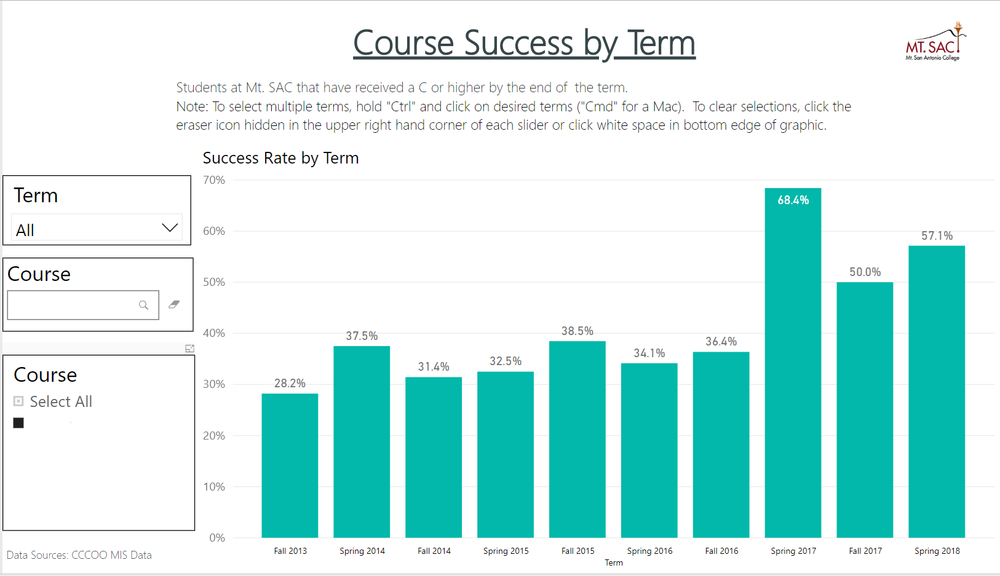 Course Success by Term
MT. SAC
Mt. San Antonio College
Students at Mt. SAC that have received a C or higher by the end of  the term.
Note: To select multiple terms, hold "Ctrl" and click on desired terms ("Cmd" for a Mac).  To clear selections, click the
eraser icon hidden in the upper right hand corner of each slider or click white space in bottom edge of graphic.
Term
All
Course
Course
Select All
Data Sources: CCCOO MIS Data
Success Rate by Term
70%
60%
50%
40%
30%
20%
10%
0%
28.2%
37.5%
31.4%
32.5%
38.5%
34.1%
36.4%
68.4%
50.0%
57.1%
Fall 2013
Spring 2014
Fall 2014
Spring 2015
Fall 2015
Spring 2016
Fall 2016
Spring 2017
Fall 2017
Spring 2018
Term